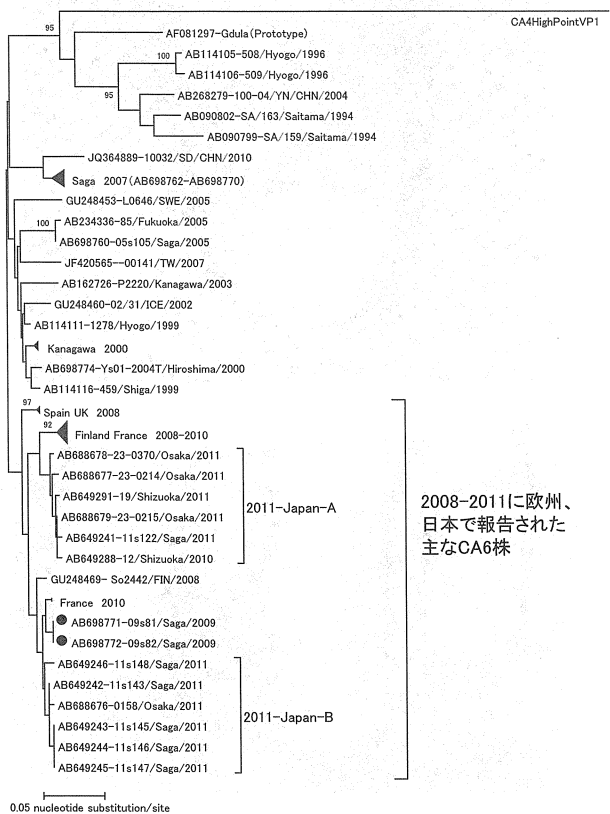 95
CA4HighPointVP1
AF081297-Gdula(Prototype)
100
AB114105-508/Hyogo/1996
AB114106-509/Hyogo/1996
95
AB268279-100-04/YN/CHN/2004
AB090802-SA/163/Saitama/1994
AB090799-SA/159/Saitama/1994
JQ364889-10032/SD/CHN/2010
Saga 2007(AB698762-AB698770)
GU248453-L0646/SWE/2005
100
AB234336-85/Fukuoka/2005
AB698760-05s105/Saga/2005
JF420565--00141/TW/2007
AB162726-P2220/Kanagawa/2003
GU248460-02/31/ICE/2002
AB114111-1278/Hyogo/1999
Kanagawa 2000
AB698774-Ys01-2004T/Hiroshima/2000
AB114116-459/Shiga/1999
97
Spain UK 2008
92
Finland France 2008-2010
AB688678-23-0370/Osaka/2011
AB688677-23-0214/Osaka/2011
AB649291-19/Shizuoka/2011
AB688679-23-0215/Osaka/2011
AB649241-11s122/Saga/2011
AB649288-12/Shizuoka/2010
2011-Japan-A
2008-2011に欧州、
日本で報告された
主なCA6株
GU248469- So2442/FIN/2008
France 2010
AB698771-09s81/Saga/2009
AB698772-09s82/Saga/2009
AB649246-11s148/Saga/2011
AB649242-11s143/Saga/2011
AB688676-0158/Osaka/2011
AB649243-11s145/Saga/2011
AB649244-11s146/Saga/2011
AB649245-11s147/Saga/2011
2011-Japan-B
0.05 nucleotide substitution/site